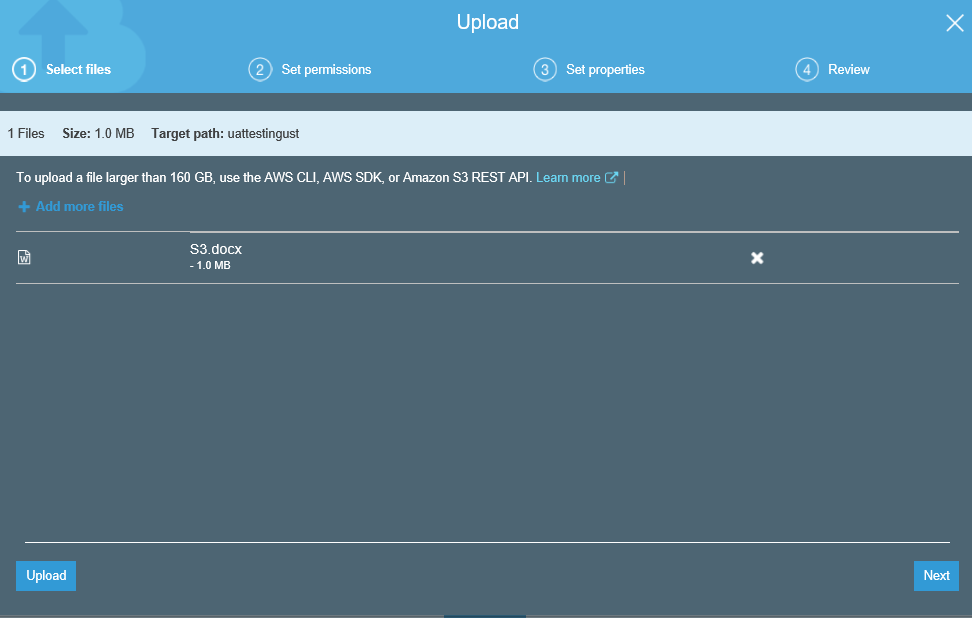 Upload
1 Select files 2 Set permissions 3 Set properties 4 Review
1 Files Size: 1.0 MB Target path: uattestingust
To upload a file larger than 160 GB, use the AWS CLI, AWS SDK, or Amazon S3 REST API. Learn more
Add more files
W S3.docx
- 1.0 MB
Upload Next